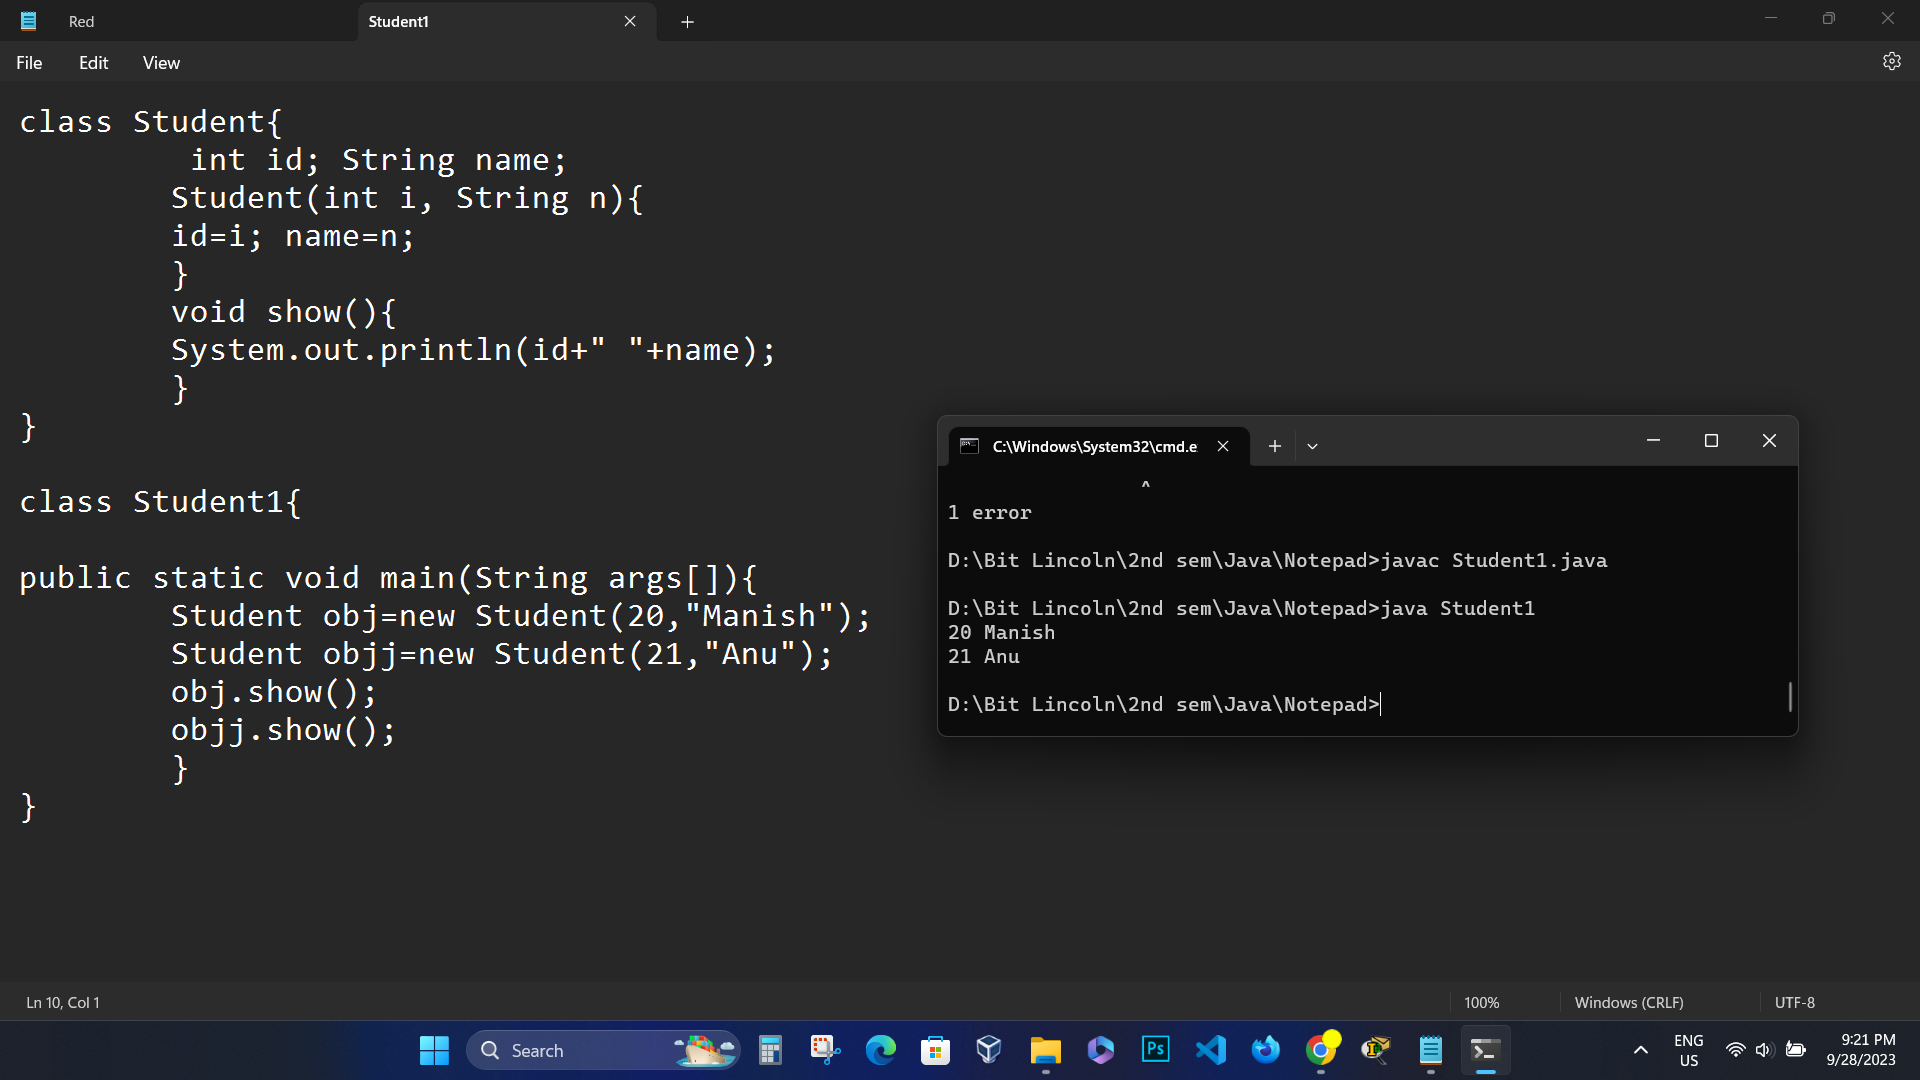 Red
Student1
File Edit View
class Student{
int id; String name;
Student(int i, String n){
id=i; name=n;
}
void show(){
System.out.println(id+" "+name);
}
}
class Student1{
public static void main(String args[]){
Student obj=new Student(20,"Manish");
Student objj=new Student(21,"Anu");
obj.show();
objj.show();
}
}
C:\Windows\System32\cmd.e
^
1 error
D:\Bit Lincoln\2nd sem\Java\Notepad>javac Student1.java
D:\Bit Lincoln\2nd sem\Java\Notepad>java Student1
20 Manish
21 Anu
D:\Bit Lincoln\2nd sem\Java\Notepad>
Ln 10, Col 1
100%
Windows (CRLF)
UTF-8
Search
Ps
ENG
US
9:21 PM
9/28/2023